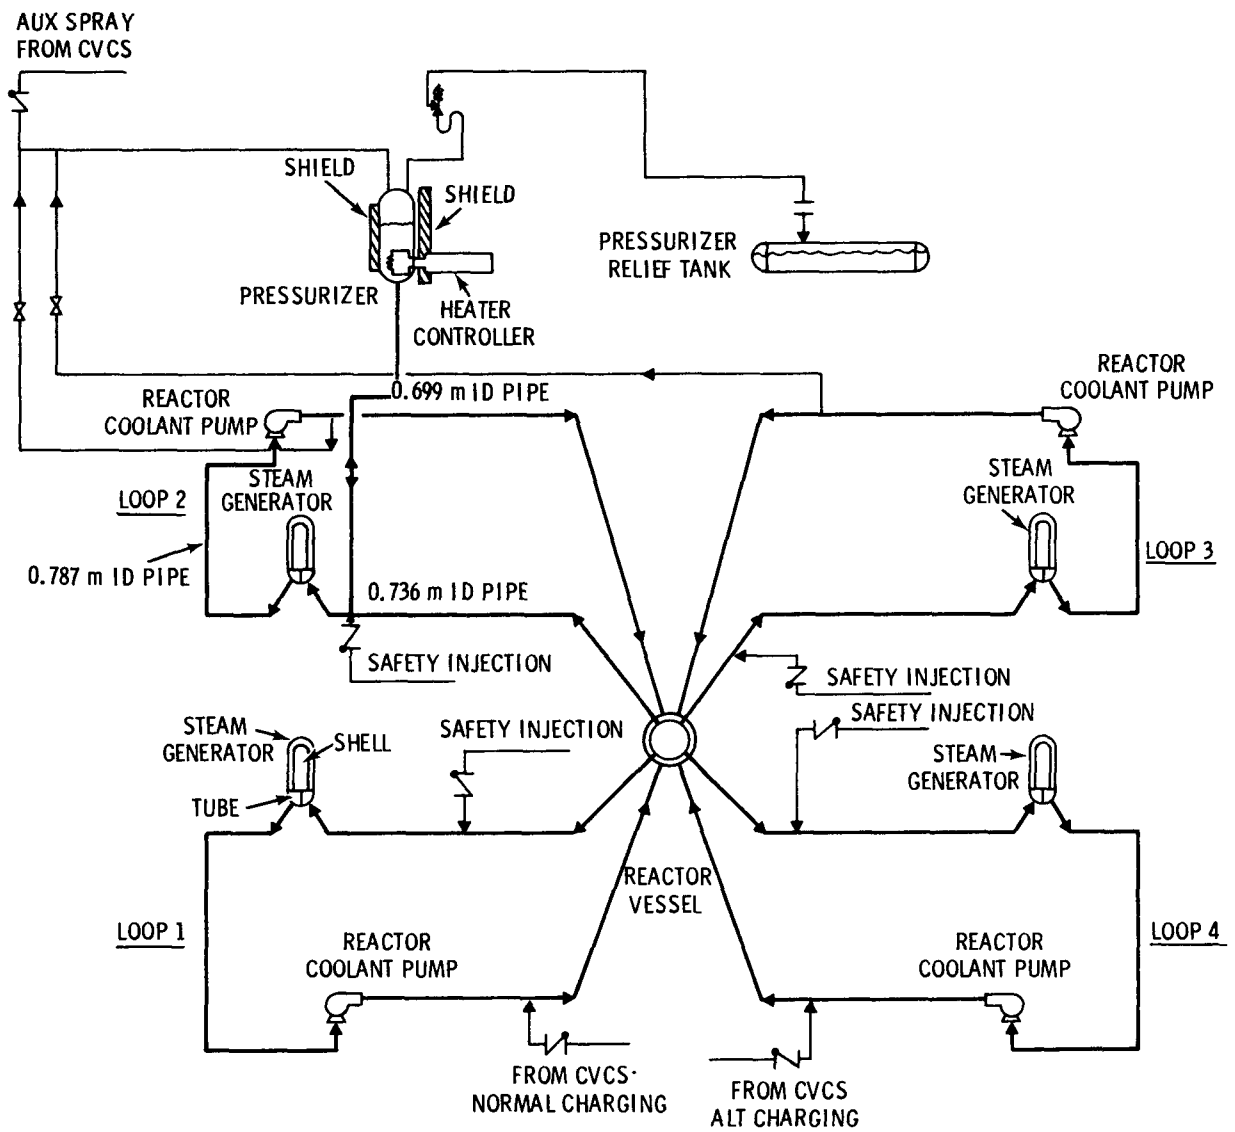 AUX SPRAY
FROM CVCS
SHIELD
SHIELD
PRESSURIZER
RELIEF TANK
PRESSURIZER
HEATER
CONTROLLER
0.699 m ID PIPE
REACTOR
COOLANT PUMP
REACTOR
COOLANT PUMP
STEAM
GENERATOR
LOOP 2
0.787 m ID PIPE
0.736 m ID PIPE
STEAM
GENERATOR
LOOP 3
SAFETY INJECTION
SAFETY INJECTION
SAFETY INJECTION
SAFETY INJECTION
STEAM
GENERATOR
SHELL
TUBE
STEAM
GENERATOR
REACTOR
VESSEL
LOOP 1
REACTOR
COOLANT PUMP
REACTOR
COOLANT PUMP
LOOP 4
FROM CVCS-
NORMAL CHARGING
FROM CVCS
ALT CHARGING